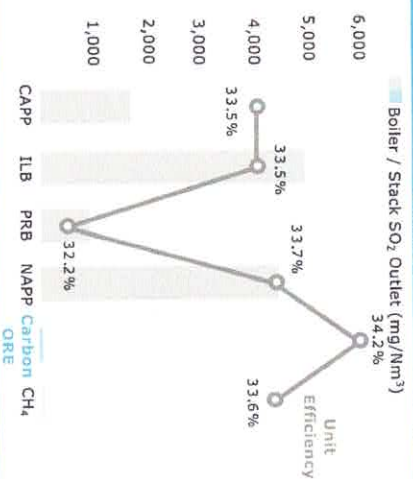 Boiler / Stack SO₂ Outlet (mg/Nm³)
6,000
5,000
4,000
3,000
2,000
1,000
33.5%
33.5%
32.2%
33.7%
34.2%
33.6%
Unit
Efficiency
CAPP
ILB
PRB
NAPP
Carbon
ORE
CH₄